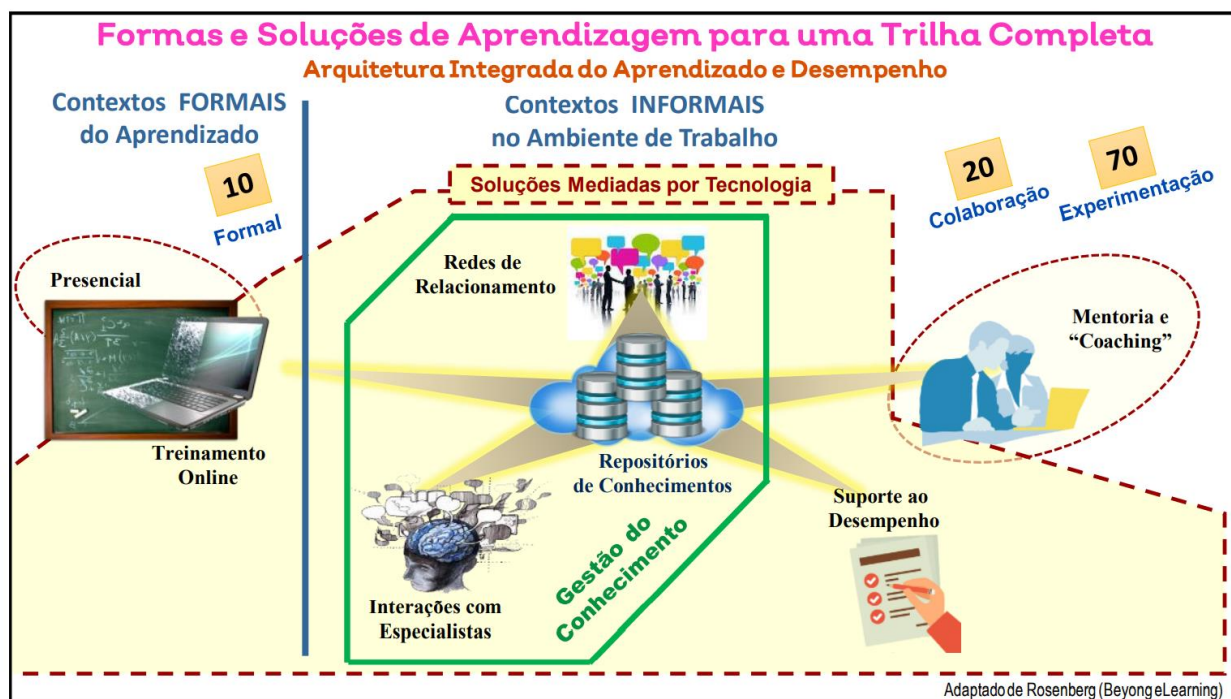 Formas e Soluções de Aprendizagem para uma Trilha Completa
Arquitetura Integrada do Aprendizado e Desempenho
Contextos FORMAIS
do Aprendizado
Contextos INFORMAIS
no Ambiente de Trabalho
10
Formal
20
Colaboração
70
Experimentação
Soluções Mediadas por Tecnologia
Presencial
Treinamento
Online
Redes de
Relacionamento
Repositórios
de Conhecimentos
Interações com
Especialistas
Gestão do
Conhecimento
Mentoria e
“Coaching”
Suporte ao
Desempenho
Adaptado de Rosenberg (Beyong eLearning)